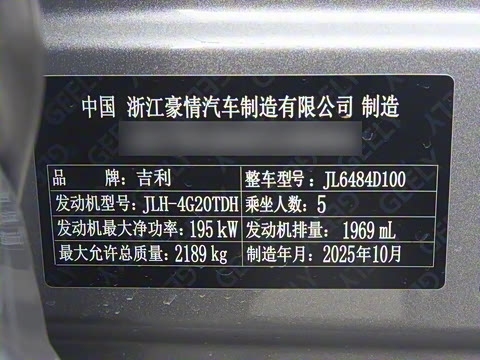 中国 浙江豪情汽车制造有限公司 制造
品 牌：吉利 整车型号：JL6484D100
发动机型号：JLH-4G20TDH 乘坐人数：5
发动机最大净功率：195 kW 发动机排量：1969 mL
最大允许总质量：2189 kg 制造年月：2025年10月